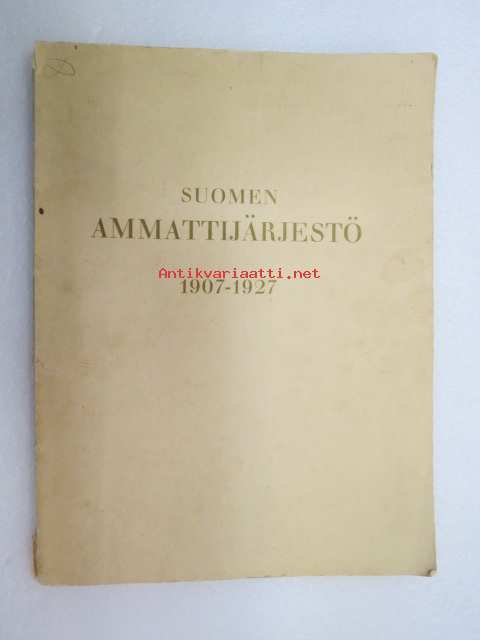 SUOMEN
AMMATTIJÄRJESTÖ
Antikvariaatti.net
1907-1927